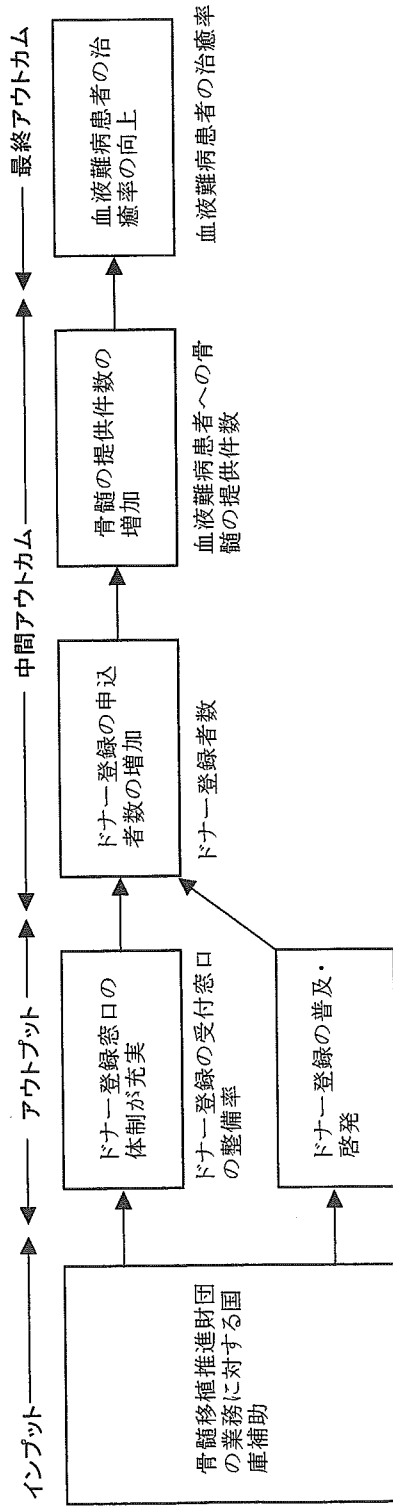 インプット
アウトプット
中間アウトカム
最終アウトカム
骨髄移植推進財団
の業務に対する国
庫補助
ドナー登録窓口の
体制が充実
ドナー登録の受付窓口
の整備率
ドナー登録の普及・
啓発
ドナー登録の申込
者数の増加
ドナー登録者数
骨髄の提供件数の
増加
血液難病患者への骨
髄の提供件数
血液難病患者の治
癒率の向上
血液難病患者の治癒率